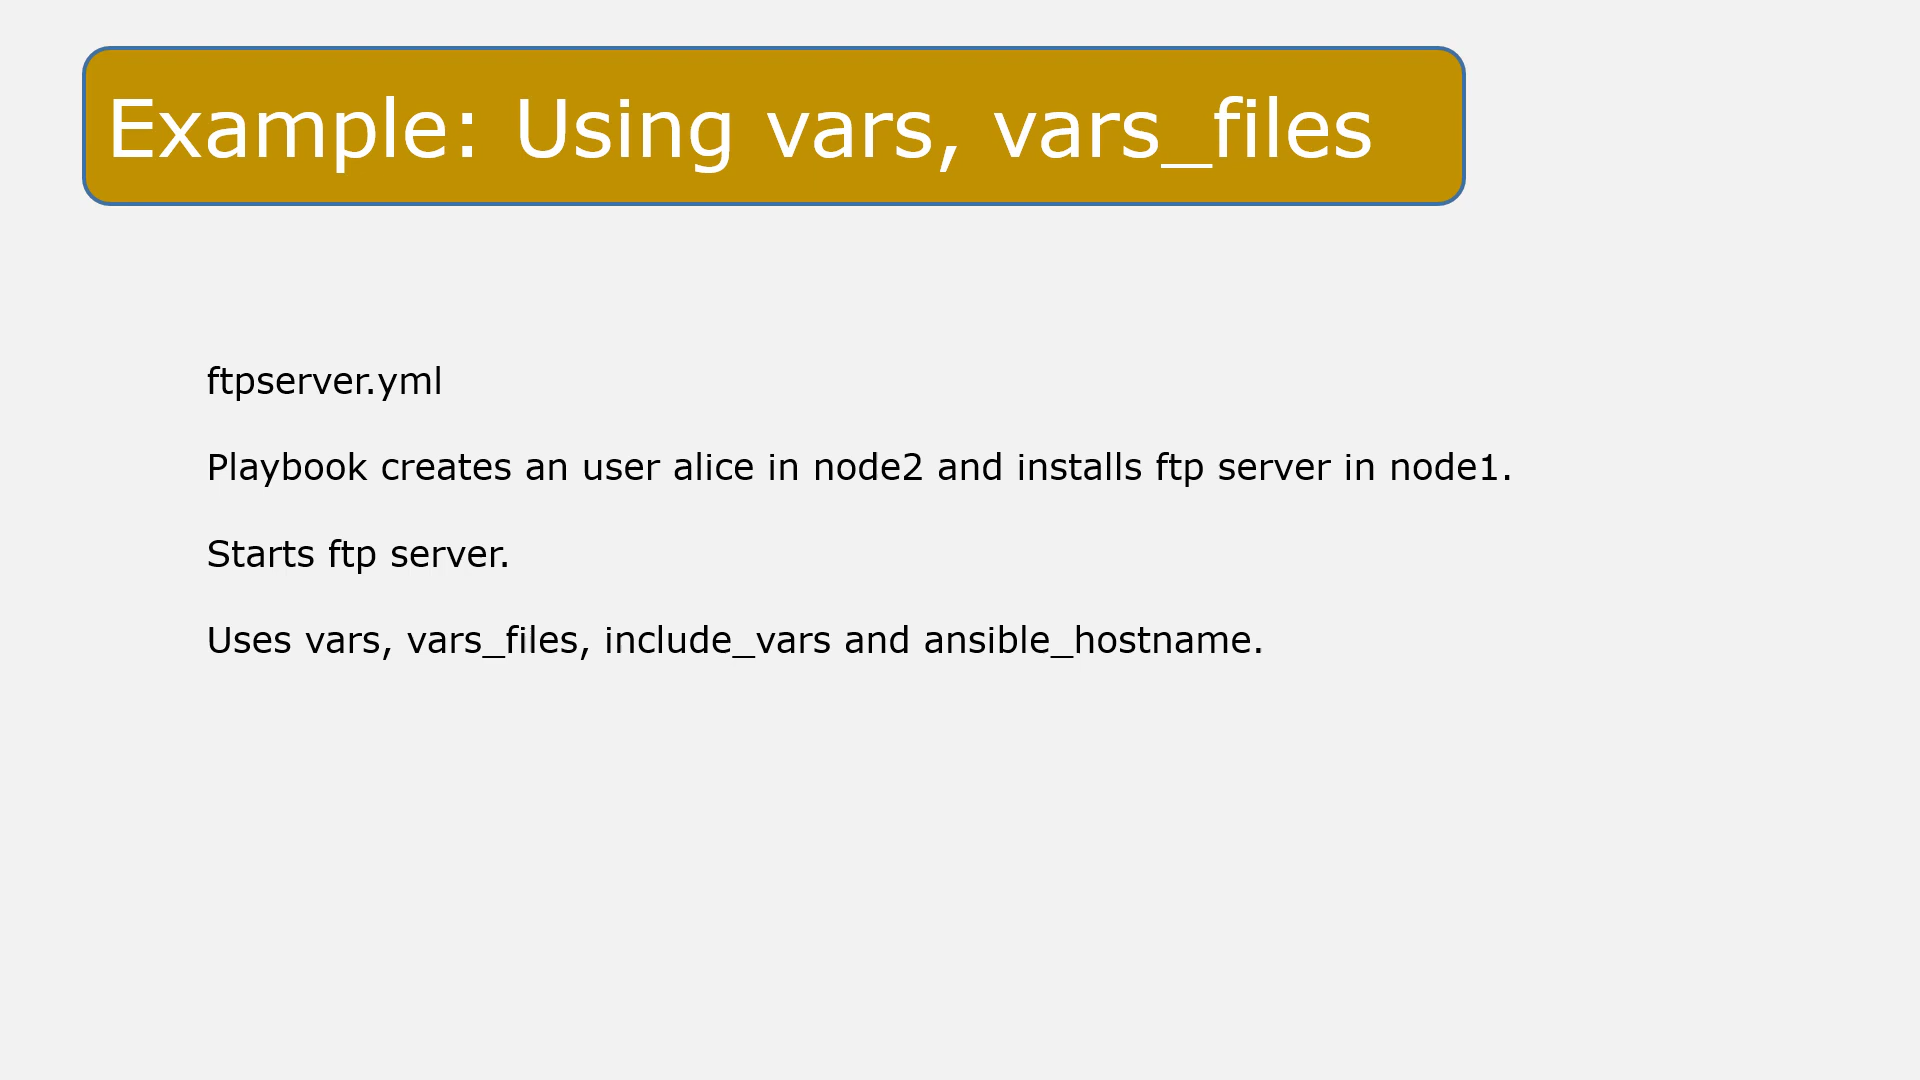 Example: Using vars, vars_files
ftpserver.yml
Playbook creates an user alice in node2 and installs ftp server in node1.
Starts ftp server.
Uses vars, vars_files, include_vars and ansible_hostname.